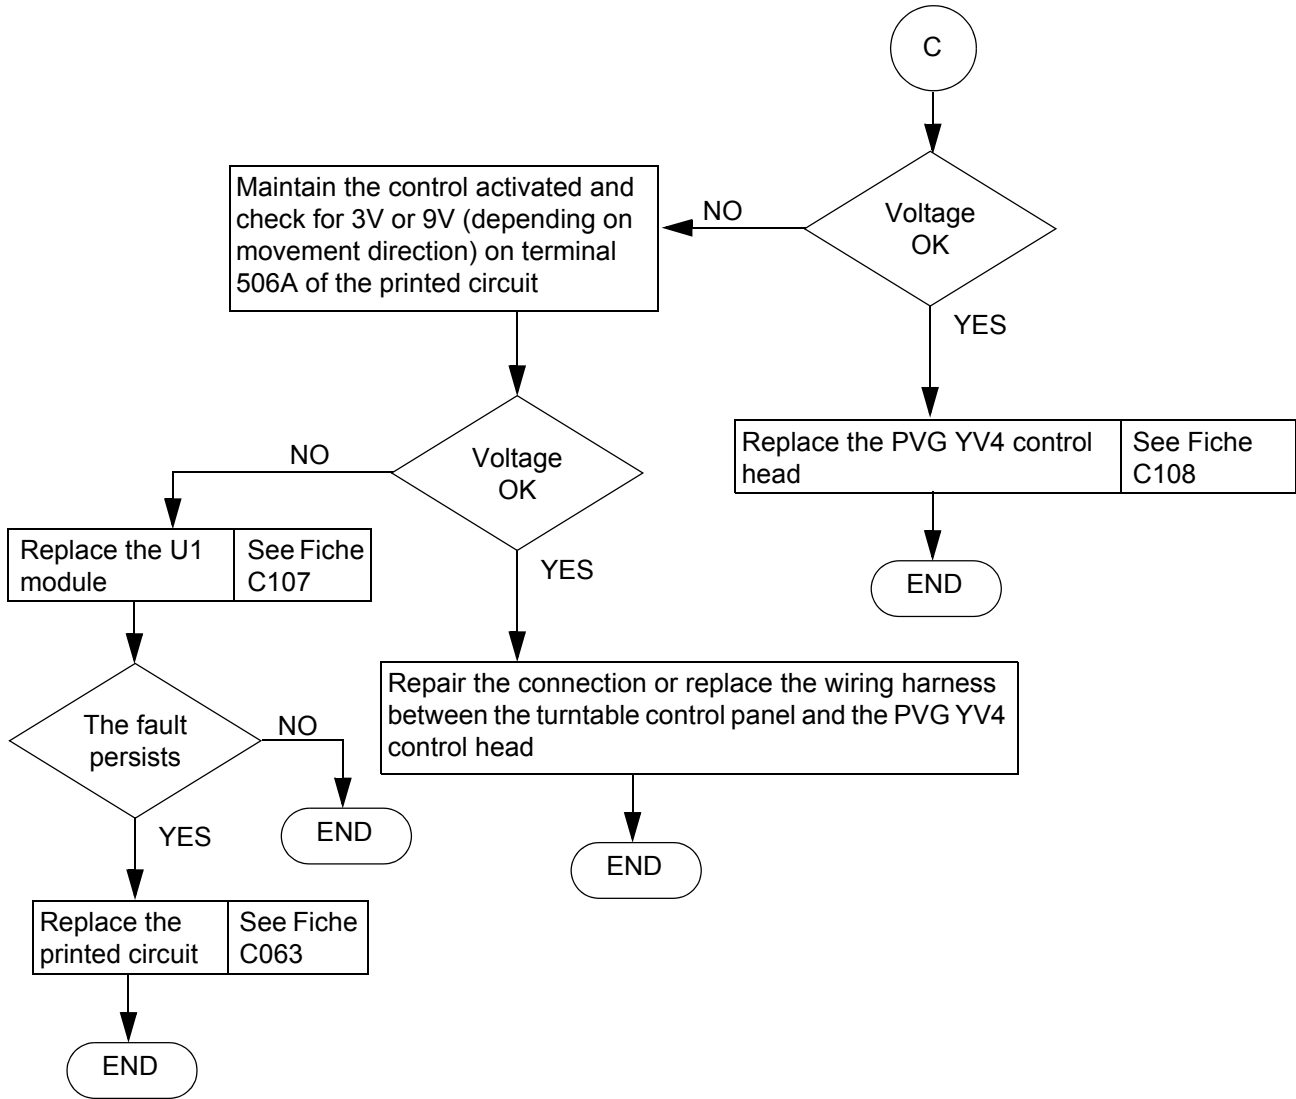 C
Voltage
OK
NO
YES
Maintain the control activated and
check for 3V or 9V (depending on
movement direction) on terminal
506A of the printed circuit
Replace the PVG YV4 control
head
See Fiche
C108
END
Voltage
OK
NO
YES
Replace the U1
module
See Fiche
C107
Repair the connection or replace the wiring harness
between the turntable control panel and the PVG YV4
control head
END
The fault
persists
NO
END
YES
Replace the
printed circuit
See Fiche
C063
END